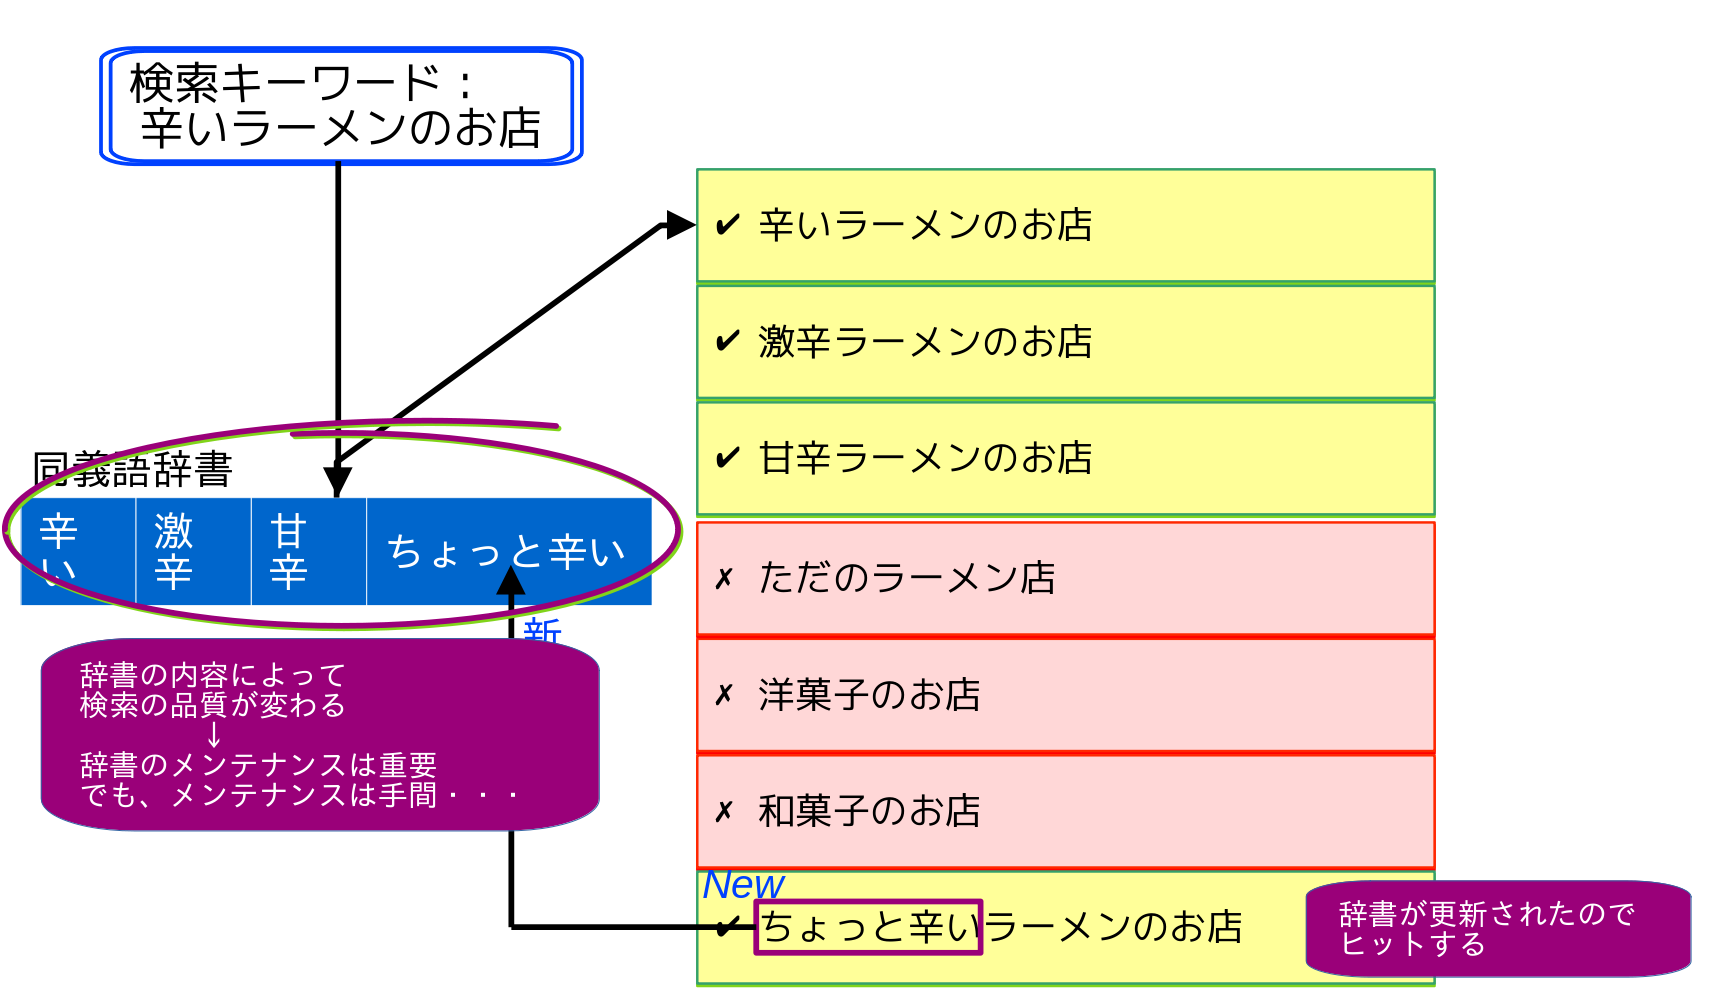 検索キーワード：
辛いラーメンのお店
✔ 辛いラーメンのお店
✔ 激辛ラーメンのお店
✔ 甘辛ラーメンのお店
同義語辞書
辛
い
激
辛
甘
辛
ちょっと辛い
新
✗ ただのラーメン店
✗ 洋菓子のお店
✗ 和菓子のお店
辞書の内容によって
検索の品質が変わる
↓
辞書のメンテナンスは重要
でも、メンテナンスは手間・・・
New
✔ ちょっと辛いラーメンのお店
辞書が更新されたので
ヒットする